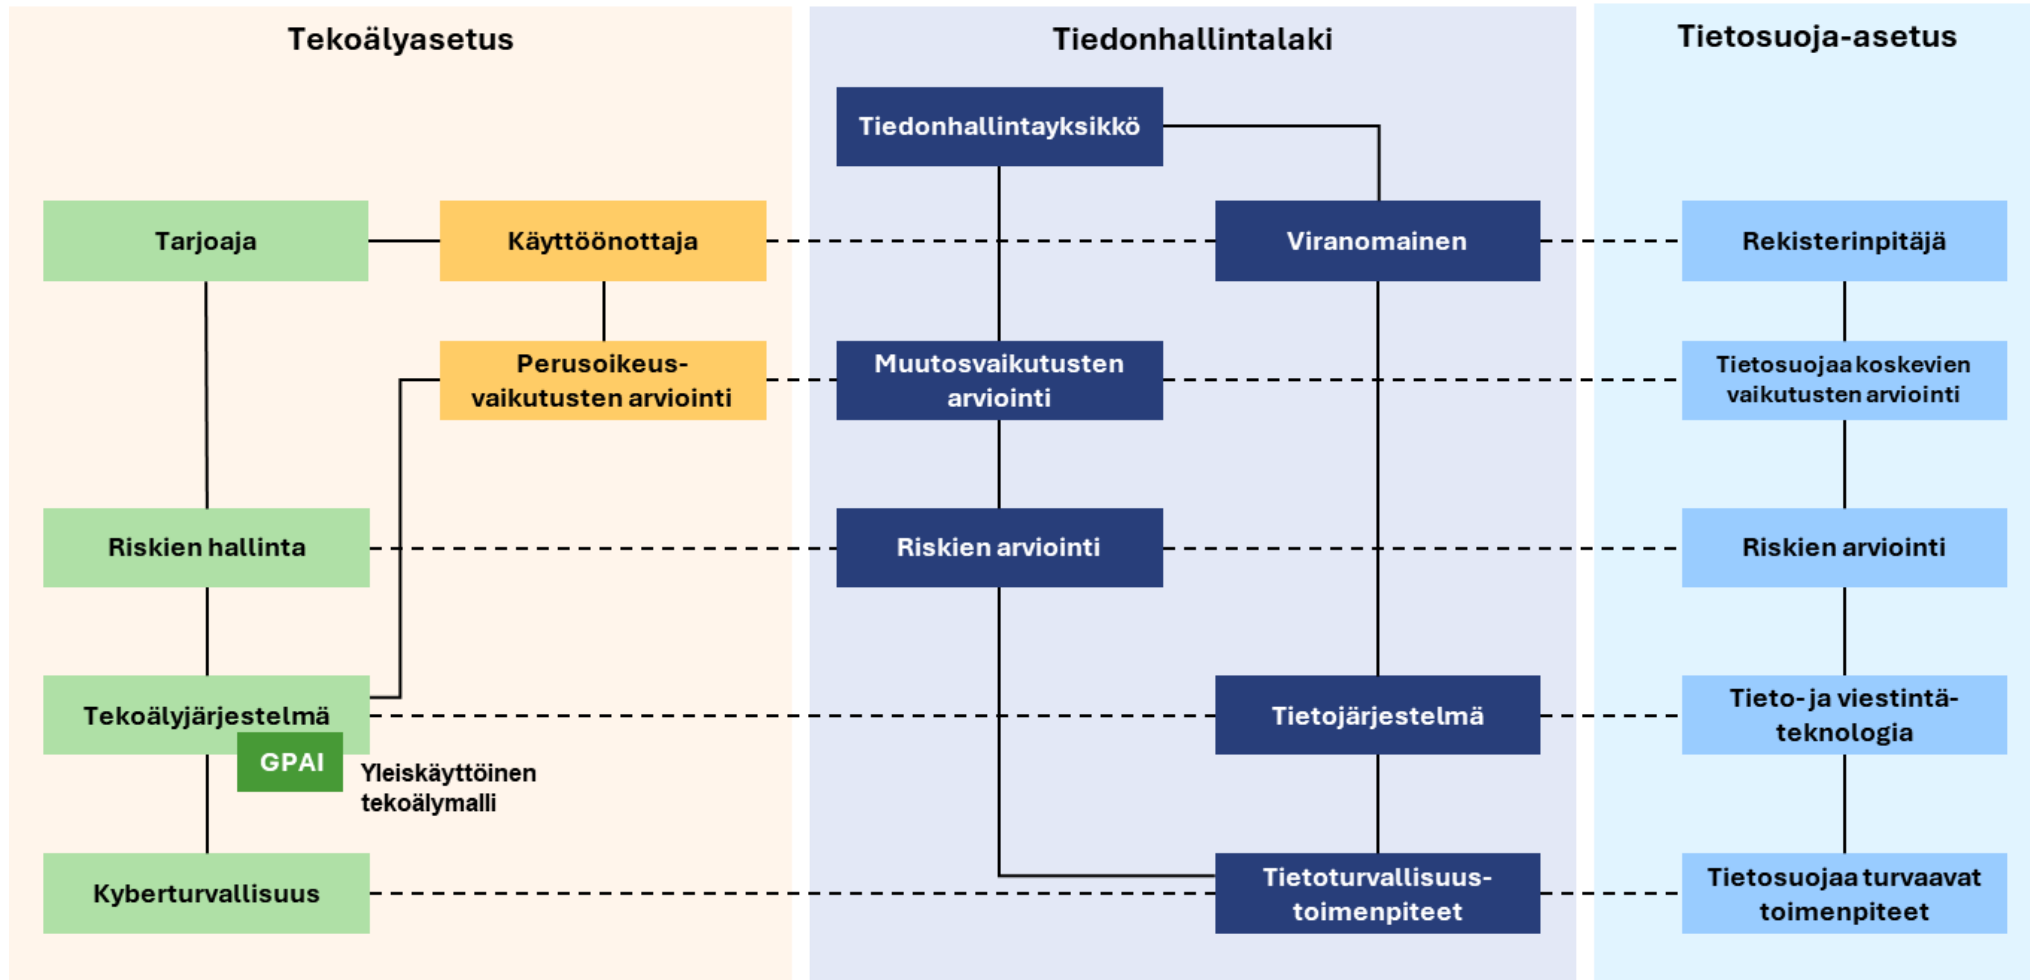 Tekoälyasetus
Tiedonhallintalaki
Tietosuoja-asetus
Tiedonhallintayksikkö
Tarjoaja
Käyttöönottaja
Viranomainen
Rekisterinpitäjä
Perusoikeus-
vaikutusten arviointi
Muutosvaikutusten
arviointi
Tietosuojaa koskevien
vaikutusten arviointi
Riskien hallinta
Riskien arviointi
Riskien arviointi
Tekoälyjärjestelmä
GPAI
Yleiskäyttöinen
tekoälymalli
Tietojärjestelmä
Tieto- ja viestintä-
teknologia
Kyberturvallisuus
Tietoturvallisuus-
toimenpiteet
Tietosuojaa turvaavat
toimenpiteet